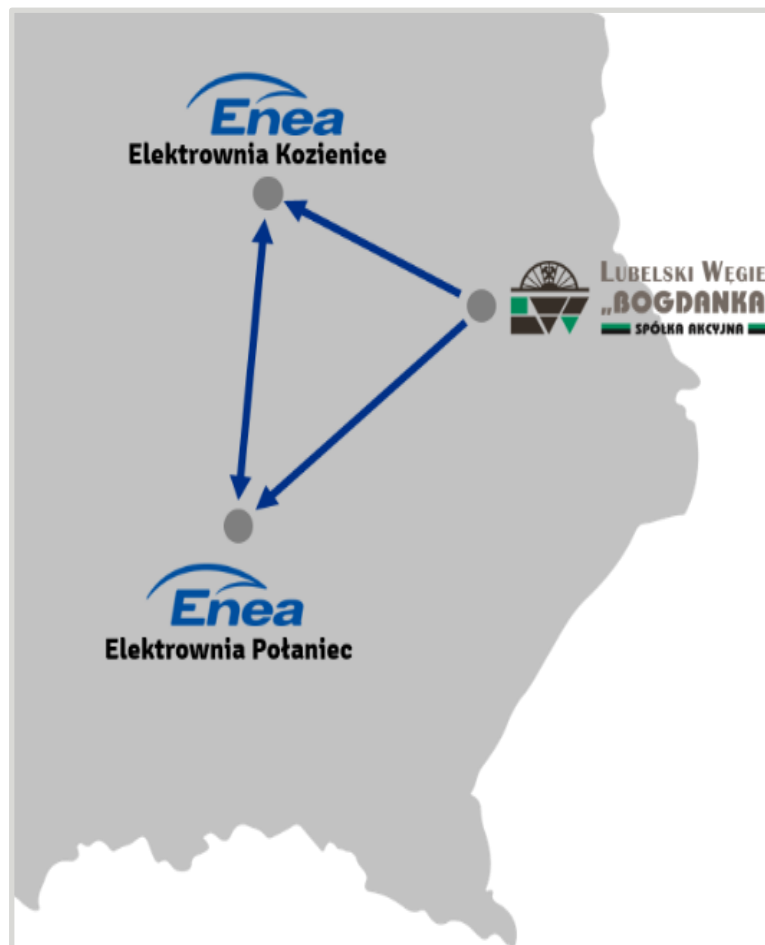 Enea
Elektrownia Kozienice
LUBELSKI WĘGIE
„BOGDANKA
SPÓŁKA AKCYJNA
Enea
Elektrownia Połaniec